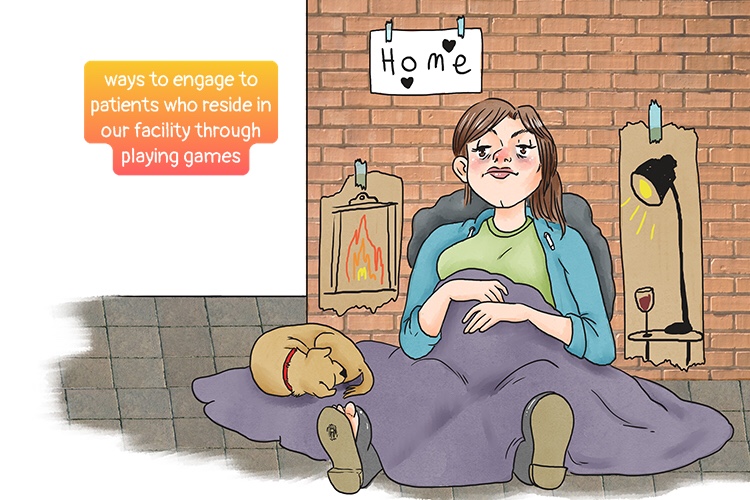 Home
ways to engage to
patients who reside in
our facility through
playing games